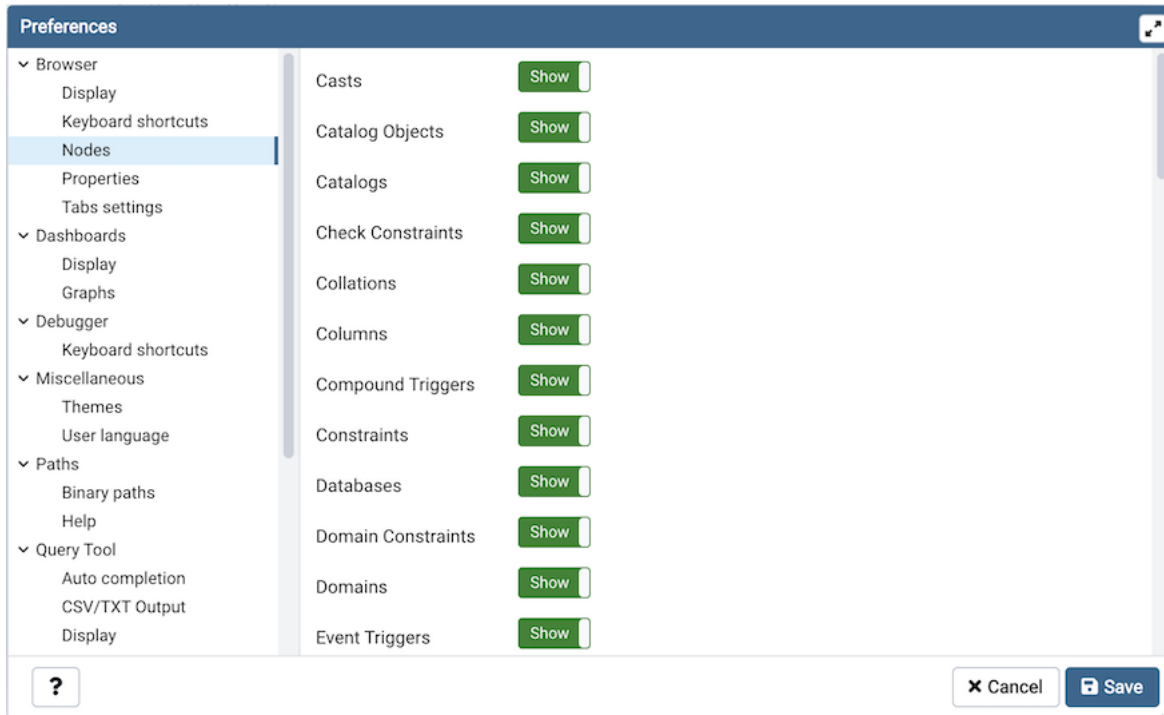 Preferences
Browser
Display
Keyboard shortcuts
Nodes
Properties
Tabs settings
Dashboards
Display
Graphs
Debugger
Keyboard shortcuts
Miscellaneous
Themes
User language
Paths
Binary paths
Help
Query Tool
Auto completion
CSV/TXT Output
Display
Casts Show
Catalog Objects Show
Catalogs Show
Check Constraints Show
Collations Show
Columns Show
Compound Triggers Show
Constraints Show
Databases Show
Domain Constraints Show
Domains Show
Event Triggers Show
? Cancel Save